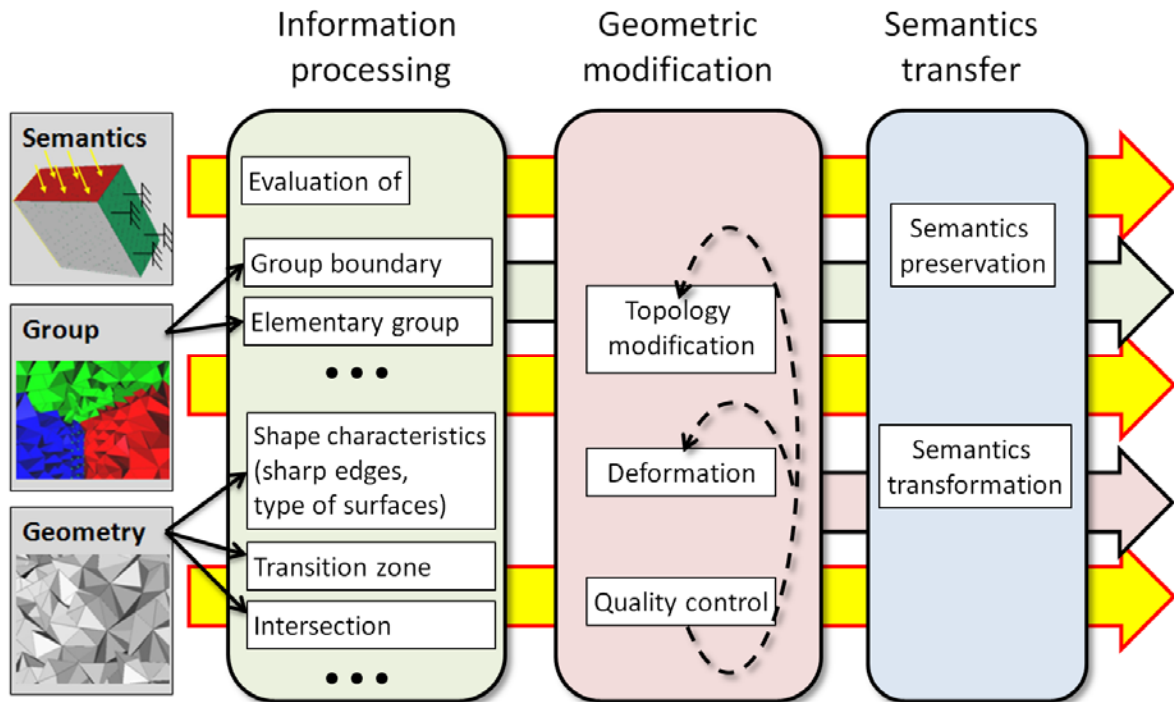 Information
processing
Geometric
modification
Semantics
transfer
Semantics
Group
Geometry
Evaluation of
Group boundary
Elementary group
• • •
Shape characteristics
(sharp edges,
type of surfaces)
Transition zone
Intersection
• • •
Topology
modification
Deformation
Quality control
Semantics
preservation
Semantics
transformation